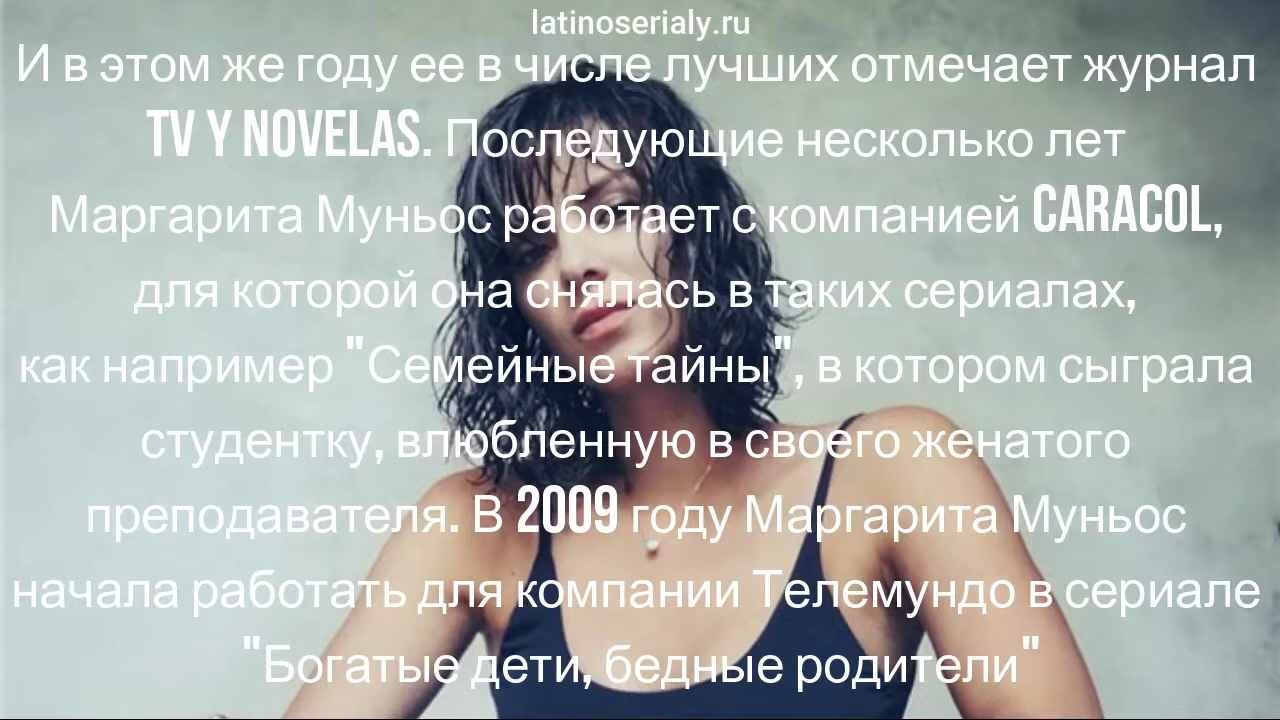 latinoserialy.ru
И в этом же году ее в числе лучших отмечает журнал
TV Y NOVELAS. Последующие несколько лет
Маргарита Муньос работает с компанией CARACOL,
для которой она снялась в таких сериалах,
как например "Семейные тайны", в котором сыграла
студентку, влюбленную в своего женатого
преподавателя. В 2009 году Маргарита Муньос
начала работать для компании Телемундо в сериале
"Богатые дети, бедные родители"